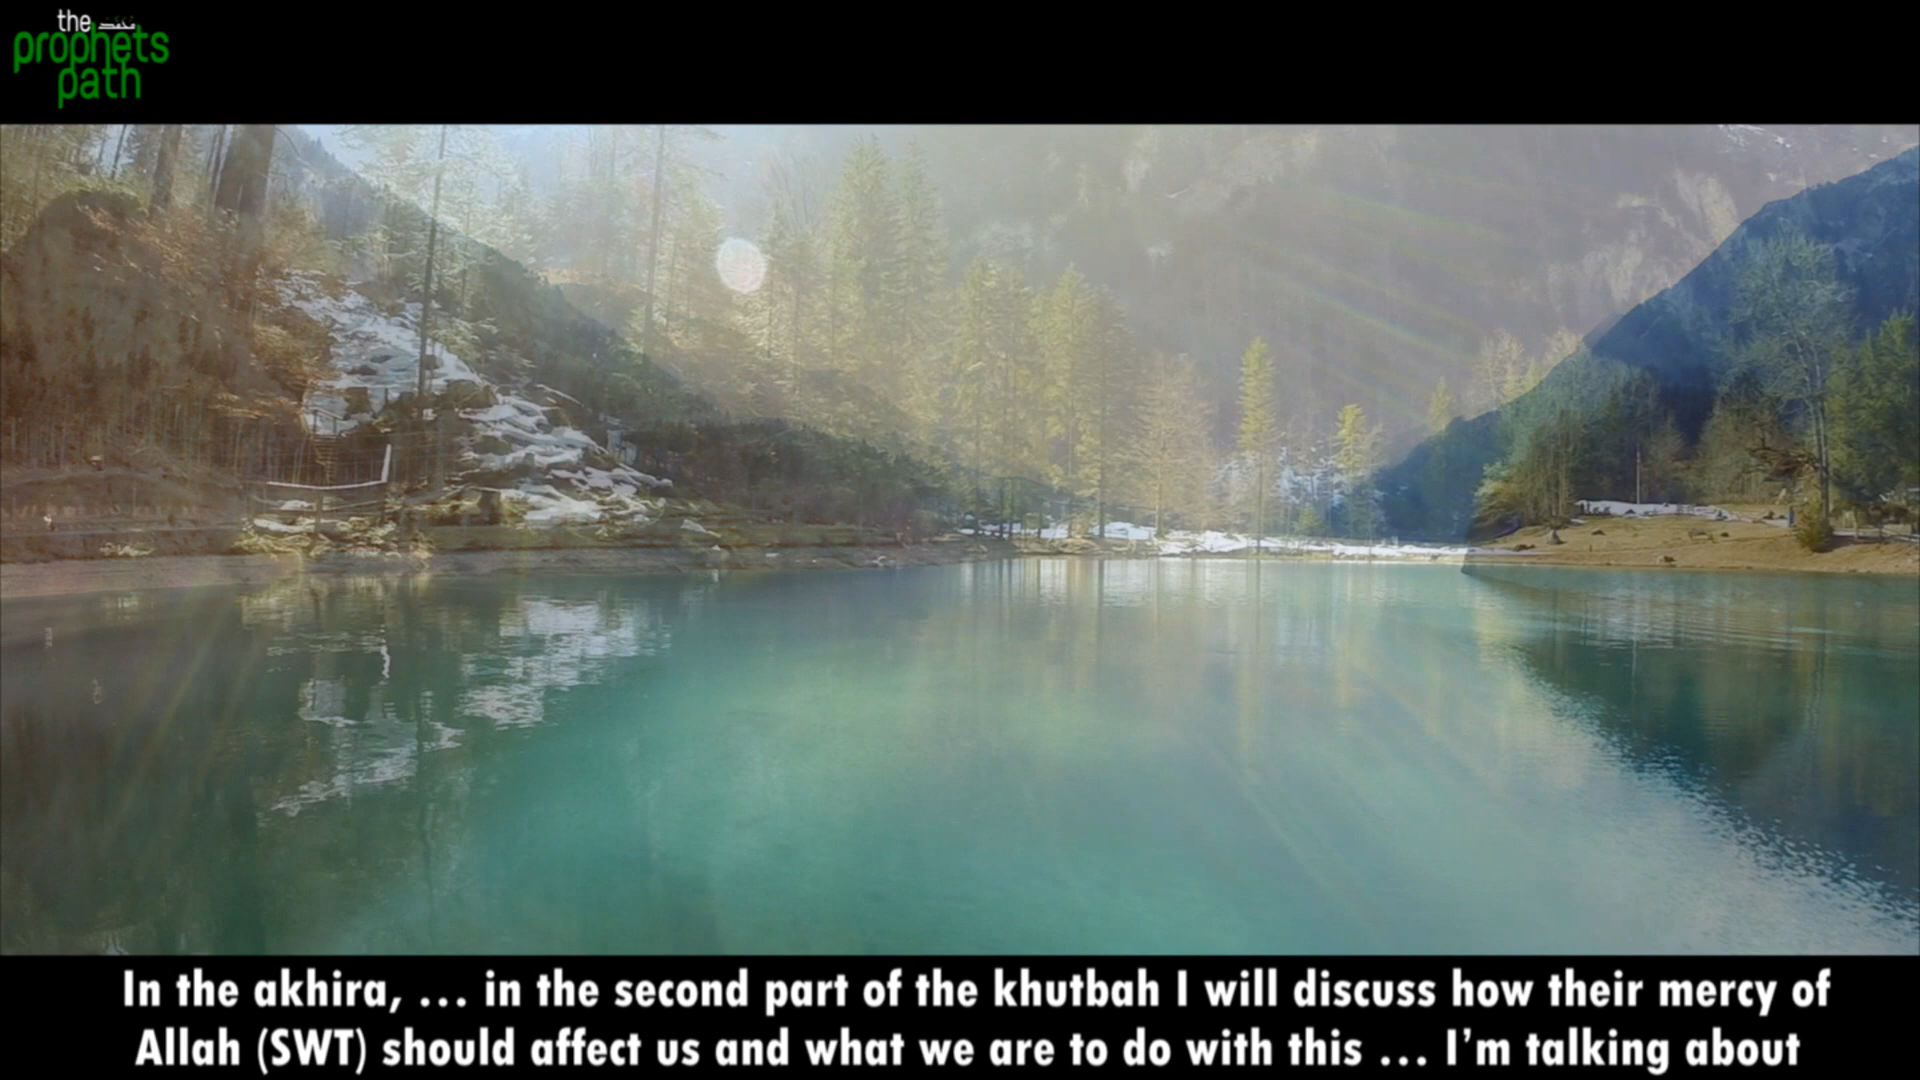 the
prophets
path
In the akhira, ... in the second part of the khutbah I will discuss how their mercy of
Allah (SWT) should affect us and what we are to do with this ... I'm talking about